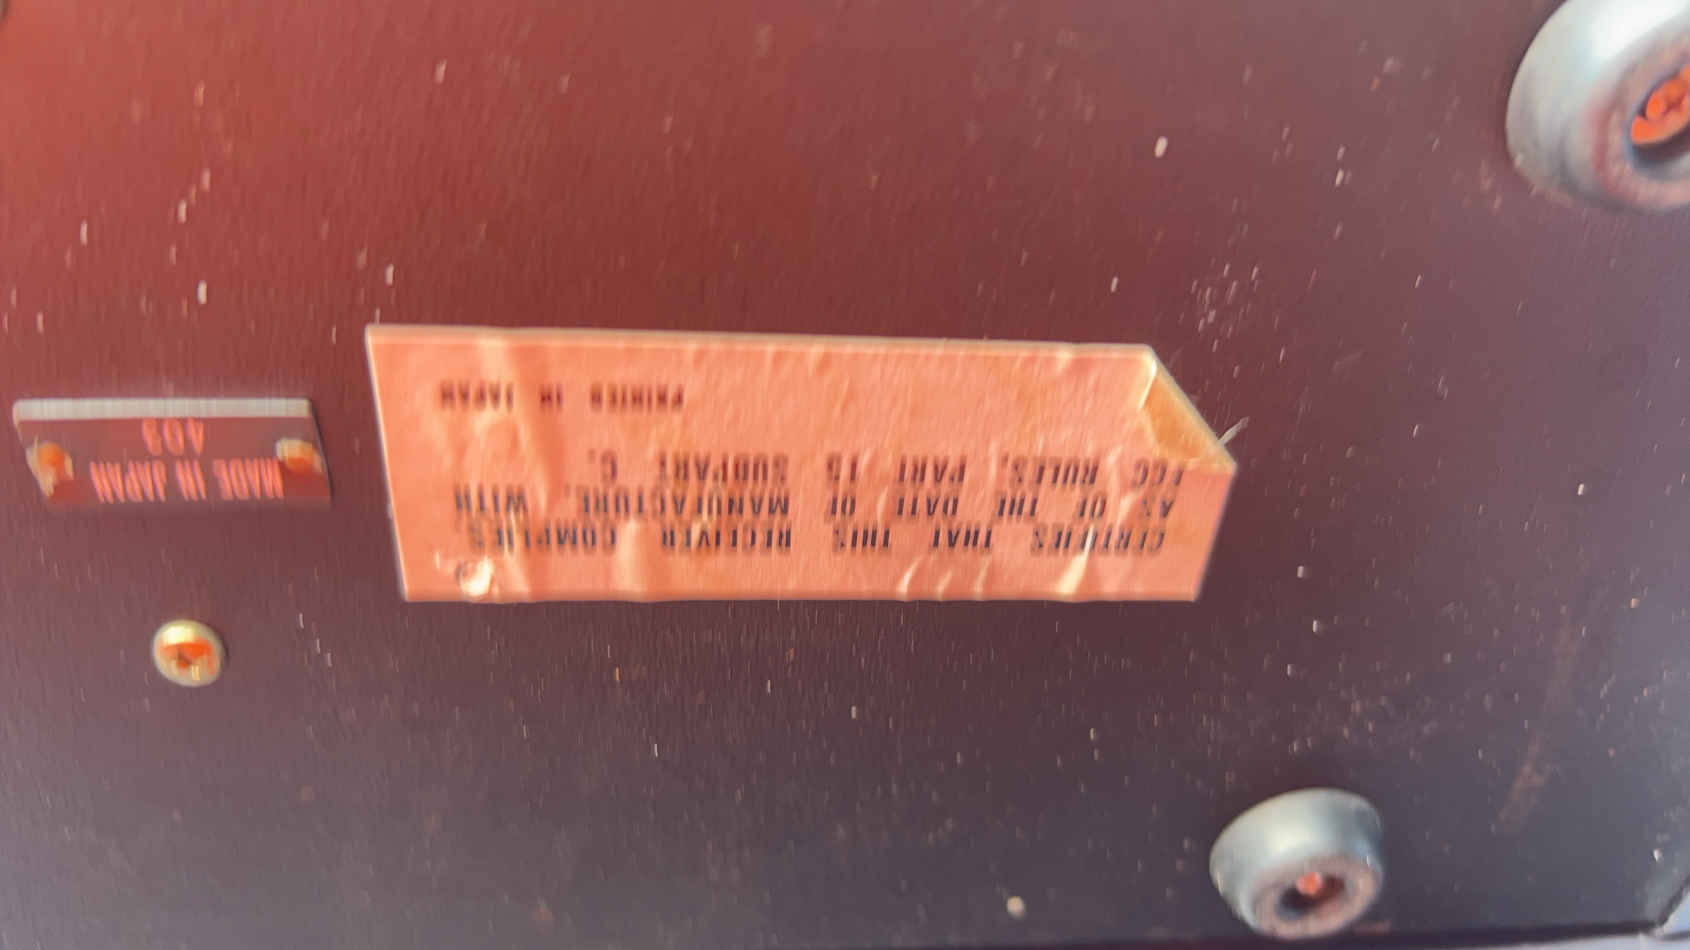 CERTIFIES THAT THIS RECEIVER COMPLIES
AS OF THE DATE OF MANUFACTURE, WITH
FCC RULES, PART 15 SUBPART C.
PRINTED IN JAPAN
MADE IN JAPAN
403